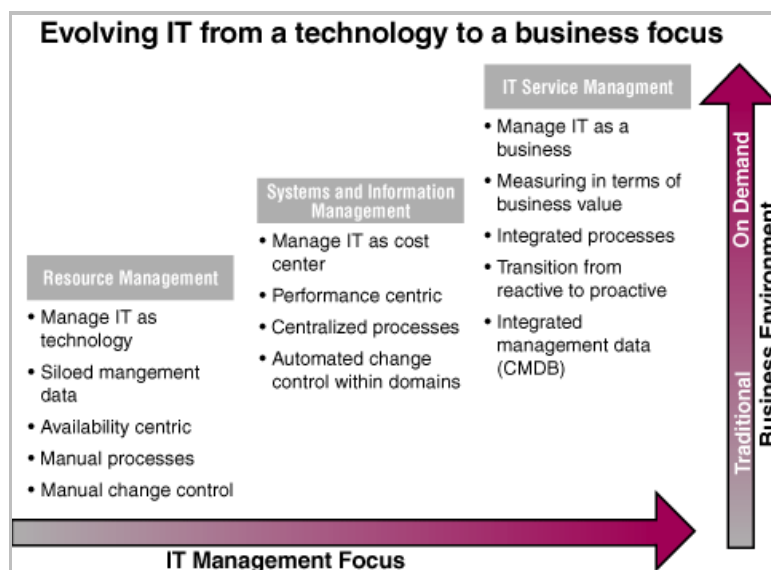 Evolving IT from a technology to a business focus
IT Service Managment
• Manage IT as a
business
• Measuring in terms of
business value
• Integrated processes
• Transition from
reactive to proactive
• Integrated
management data
(CMDB)
Systems and Information
Management
• Manage IT as cost
center
• Performance centric
• Centralized processes
• Automated change
control within domains
Resource Management
• Manage IT as
technology
• Siloed mangement
data
• Availability centric
• Manual processes
• Manual change control
On Demand
Traditional
Business Environment
IT Management Focus